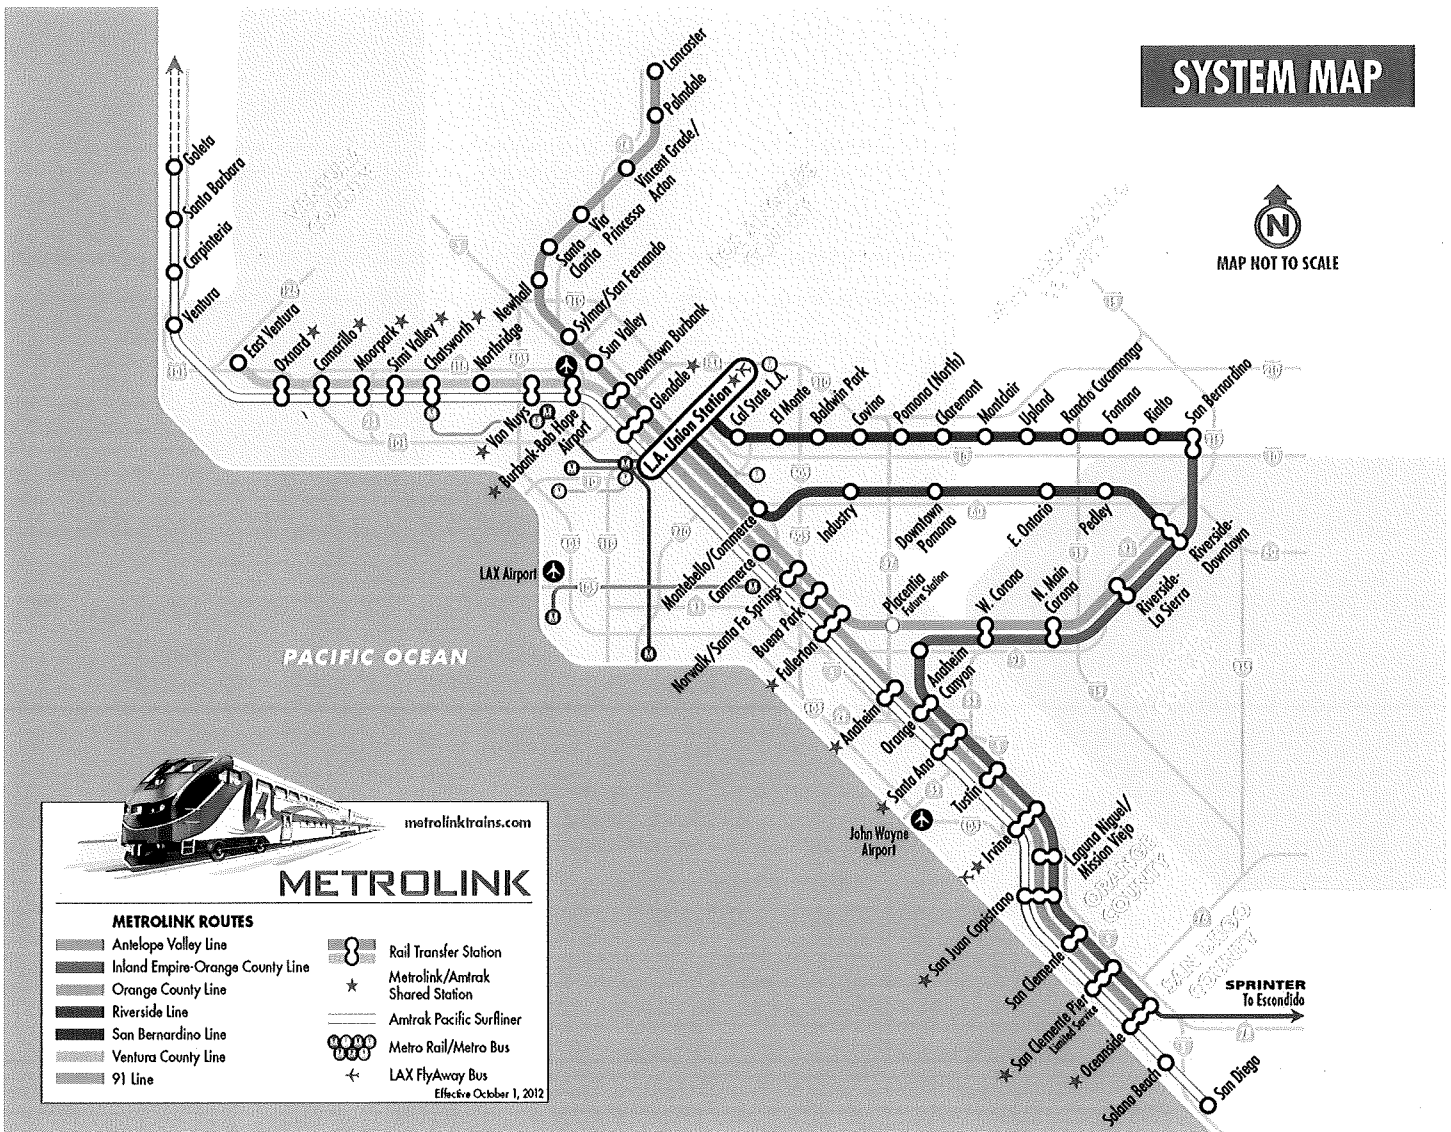 SYSTEM MAP
N
MAP NOT TO SCALE
Lancaster
Palmdale
Vincent Grade/
Acton
Via
Princessa
Santa
Clarita
Newhall
Sylmar/San Fernando
Sun Valley
Downtown Burbank
Glendale
L.A. Union Station
Goleta
Santa Barbara
Carpinteria
Ventura
East Ventura
Oxnard
Camarillo
Moorpark
Simi Valley
Chatsworth
Northridge
Van Nuys
Burbank-Bob Hope
Airport
Cal State L.A.
El Monte
Baldwin Park
Covina
Pomona (North)
Claremont
Montclair
Upland
Rancho Cucamonga
Fontana
Rialto
San Bernardino
Montebello/Commerce
Industry
Downtown
Pomona
E. Ontario
Pedley
Riverside-
Downtown
Riverside-
La Sierra
N. Main
Corona
W. Corona
Placentia
Future Station
Anaheim
Canyon
LAX Airport
Commerce
Norwalk/Santa Fe Springs
Buena Park
Fullerton
Anaheim
Orange
Santa Ana
Tustin
John Wayne
Airport
Irvine
Laguna Niguel/
Mission Viejo
ORANGE
COUNTY
San Juan Capistrano
San Clemente
San Clemente Pier
Limited Service
Oceanside
Solana Beach
San Diego
SAN DIEGO
COUNTY
SPRINTER
To Escondido
PACIFIC OCEAN
metrolinktrains.com
METROLINK
METROLINK ROUTES
Antelope Valley Line
Inland Empire-Orange County Line
Orange County Line
Riverside Line
San Bernardino Line
Ventura County Line
91 Line
Rail Transfer Station
Metrolink/Amtrak
Shared Station
Amtrak Pacific Surfliner
Metro Rail/Metro Bus
LAX FlyAway Bus
Effective October 1, 2012